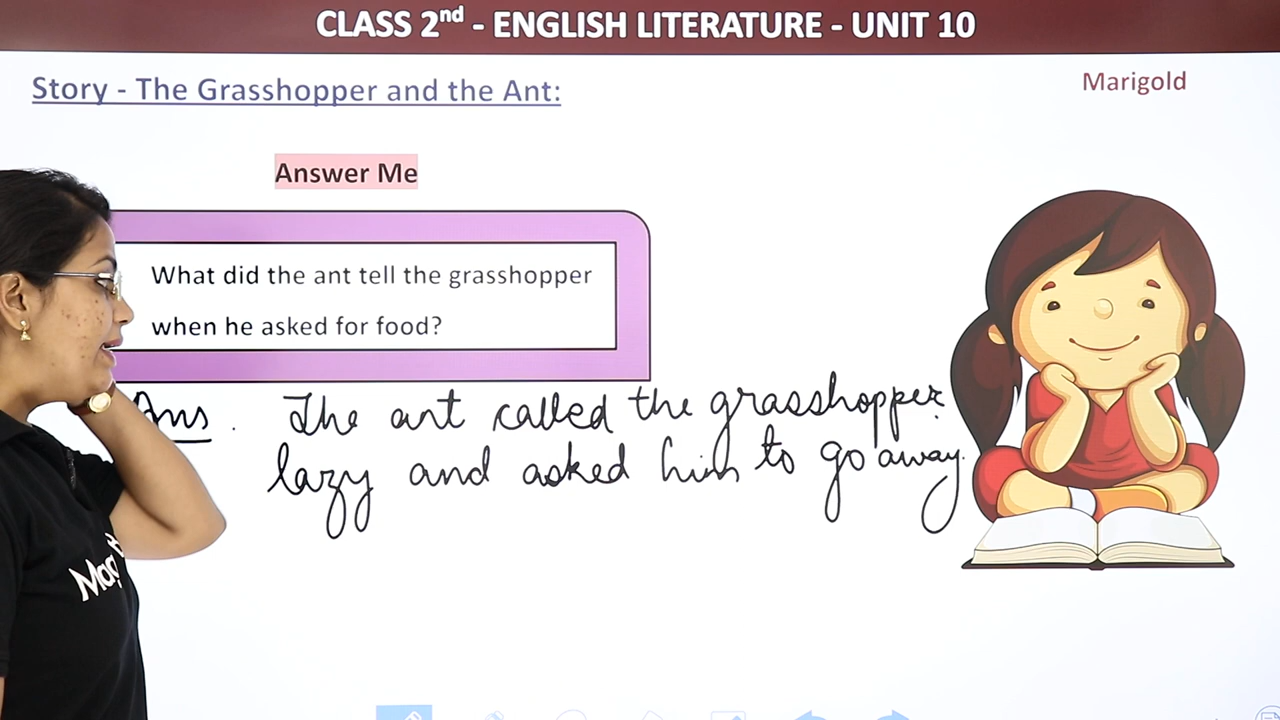 CLASS 2nd - ENGLISH LITERATURE - UNIT 10
Story - The Grasshopper and the Ant:
Marigold
Answer Me
What did the ant tell the grasshopper
when he asked for food?
Ans. The ant called the grasshopper
lazy and asked him to go away.